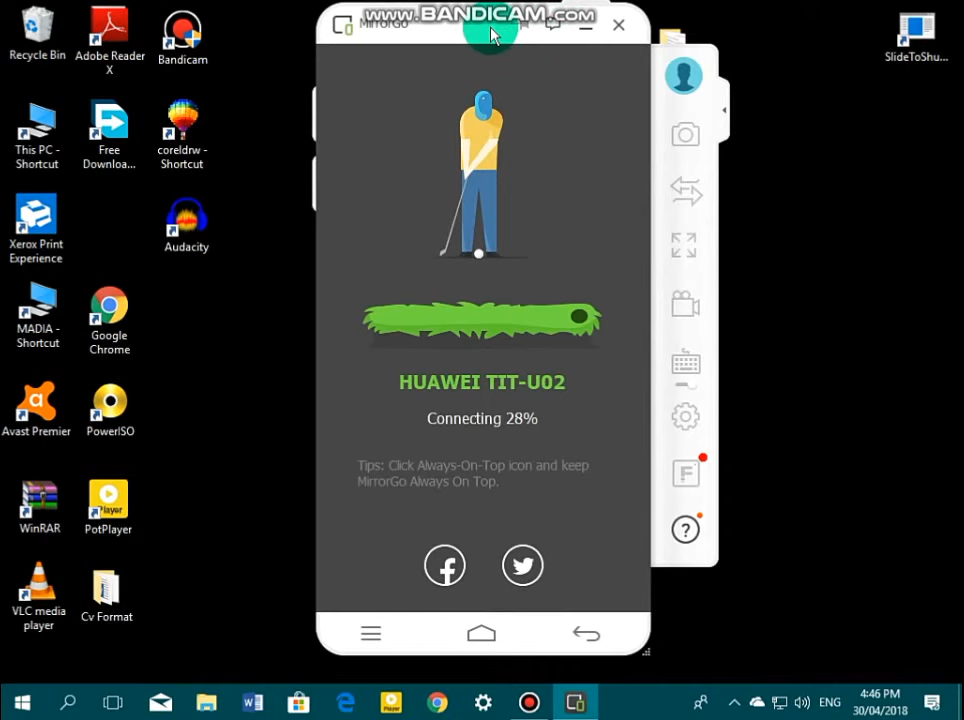 www.BANDICAM.com
MirrorGo
Recycle Bin
Adobe Reader
X
Bandicam
SlideToShu...
This PC -
Shortcut
Free
Downloa...
coreldrw -
Shortcut
Xerox Print
Experience
Audacity
MADIA -
Shortcut
Google
Chrome
Avast Premier
PowerISO
WinRAR
Player
PotPlayer
VLC media
player
Cv Format
HUAWEI TIT-U02
Connecting 28%
Tips: Click Always-On-Top icon and keep
MirrorGo Always On Top.
F
?
ENG
4:46 PM
30/04/2018